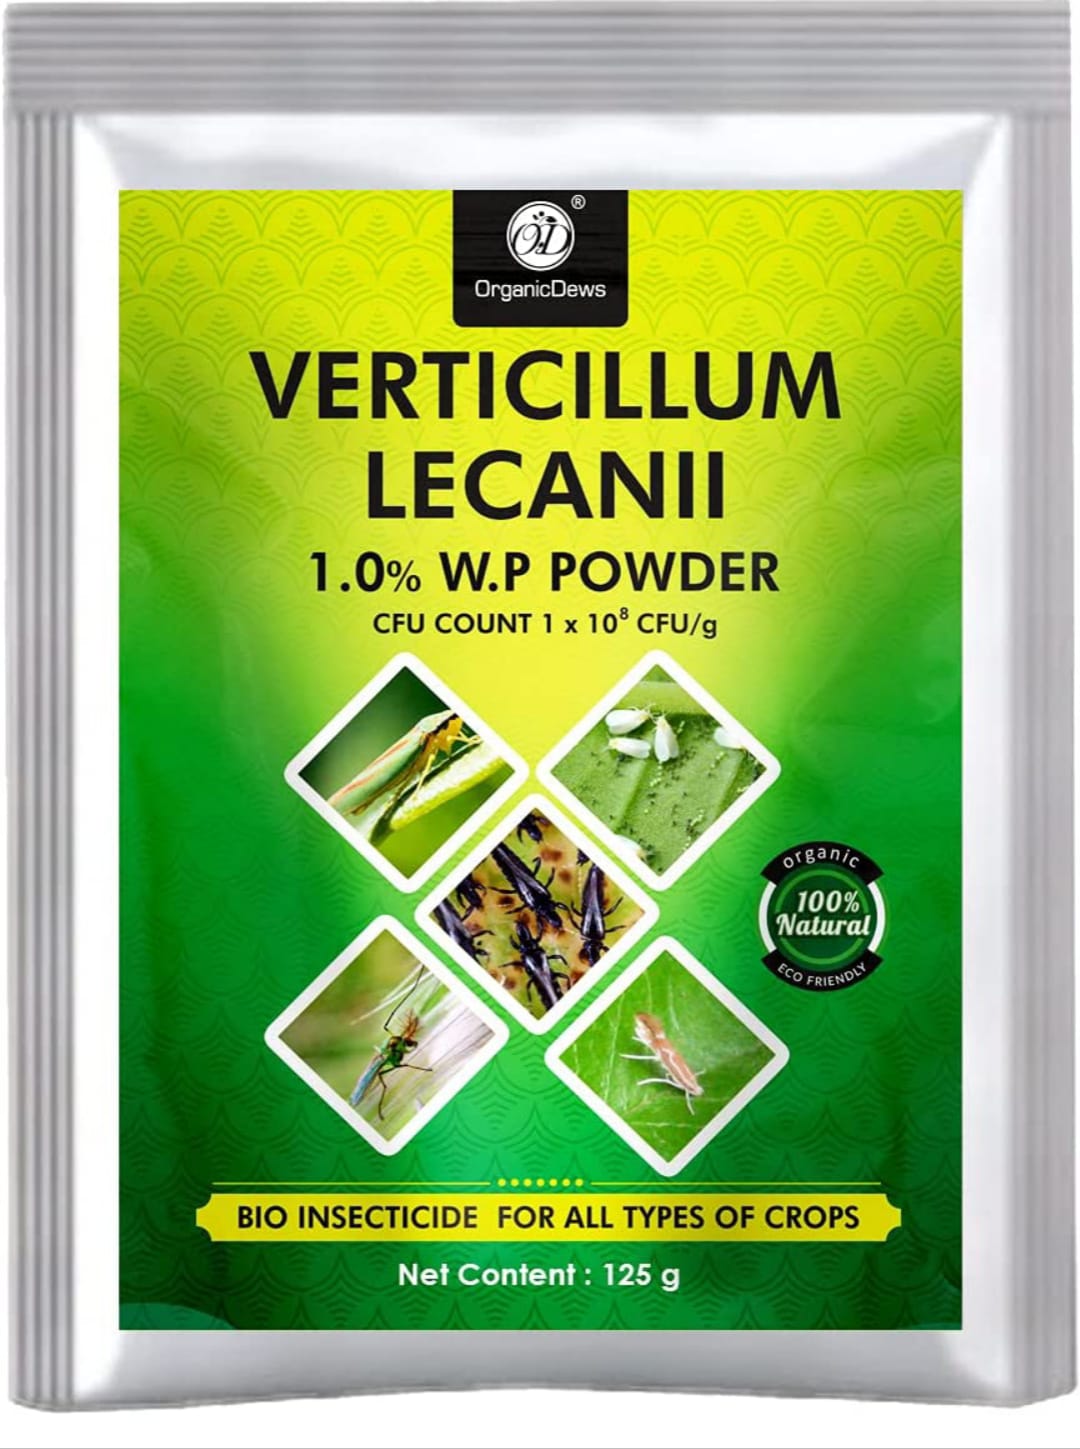 ®
O.D
OrganicDews
VERTICILLUM
LECANII
1.0% W.P POWDER
CFU COUNT 1 x 10⁸ CFU/g
organic
100%
Natural
ECO FRIENDLY
BIO INSECTICIDE FOR ALL TYPES OF CROPS
Net Content : 125 g